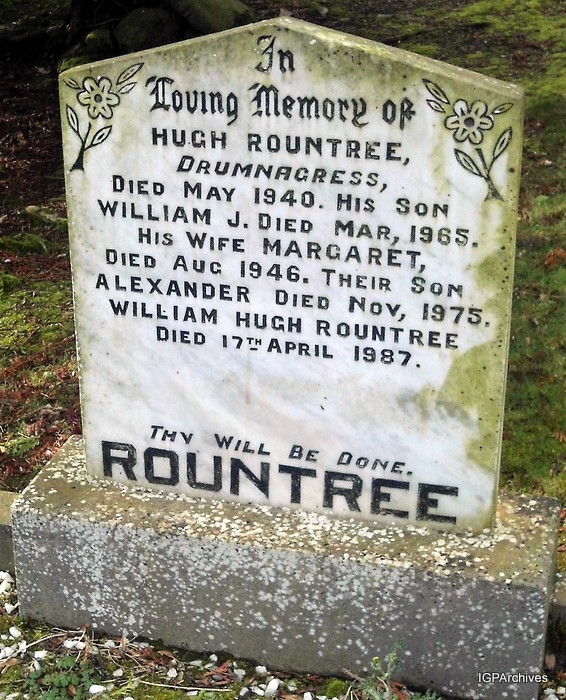 In
Loving Memory of
HUGH ROUNTREE,
DRUMNAGRESS,
DIED MAY 1940. HIS SON
WILLIAM J. DIED MAR, 1965.
HIS WIFE MARGARET,
DIED AUG 1946. THEIR SON
ALEXANDER DIED NOV, 1975.
WILLIAM HUGH ROUNTREE
DIED 17TH APRIL 1987.
THY WILL BE DONE.
ROUNTREE
IGPArchives